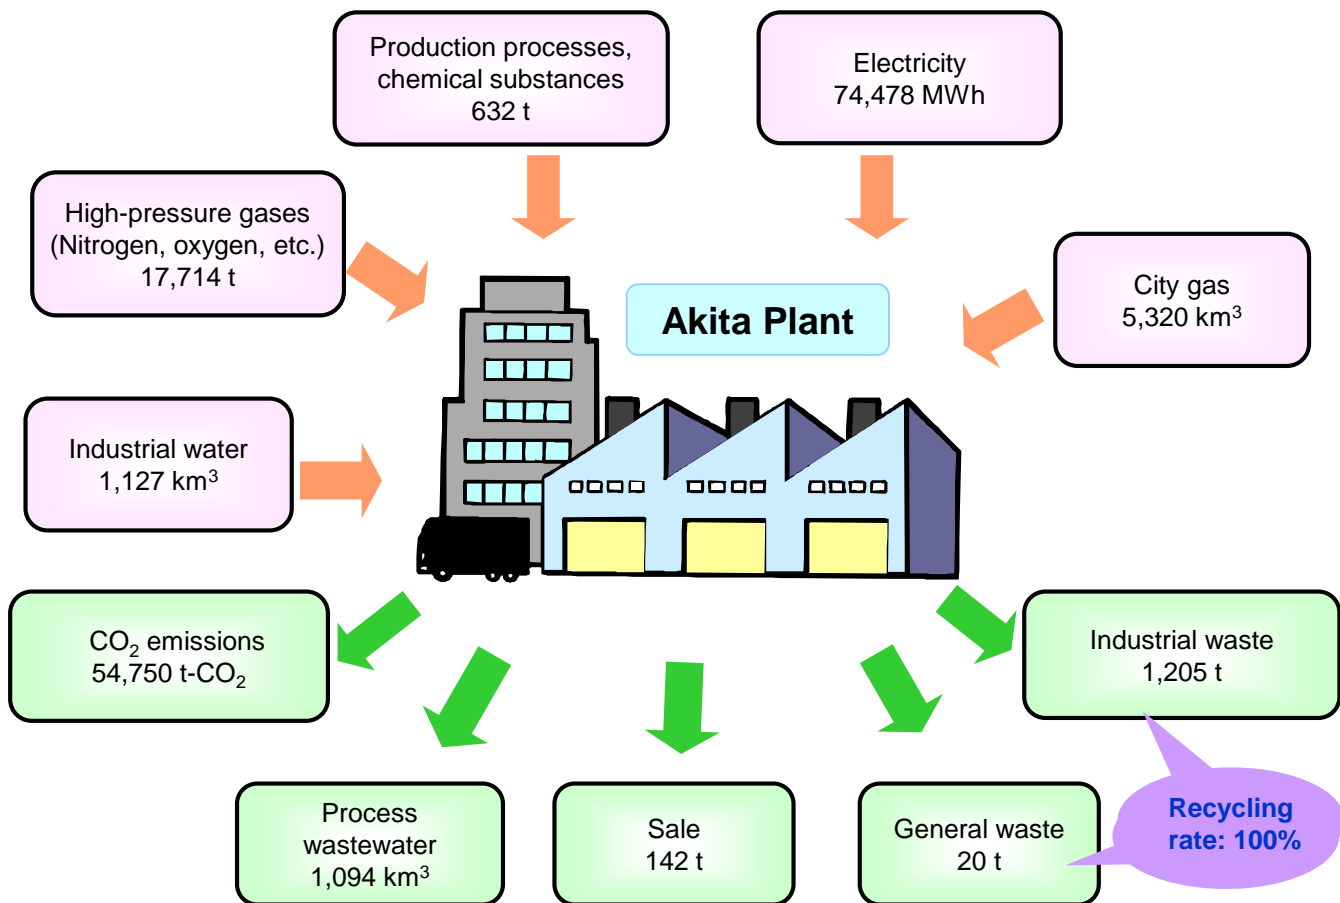 Production processes,
chemical substances
632 t
Electricity
74,478 MWh
High-pressure gases
(Nitrogen, oxygen, etc.)
17,714 t
City gas
5,320 km³
Akita Plant
Industrial water
1,127 km³
CO₂ emissions
54,750 t-CO₂
Industrial waste
1,205 t
Process
wastewater
1,094 km³
Sale
142 t
General waste
20 t
Recycling
rate: 100%